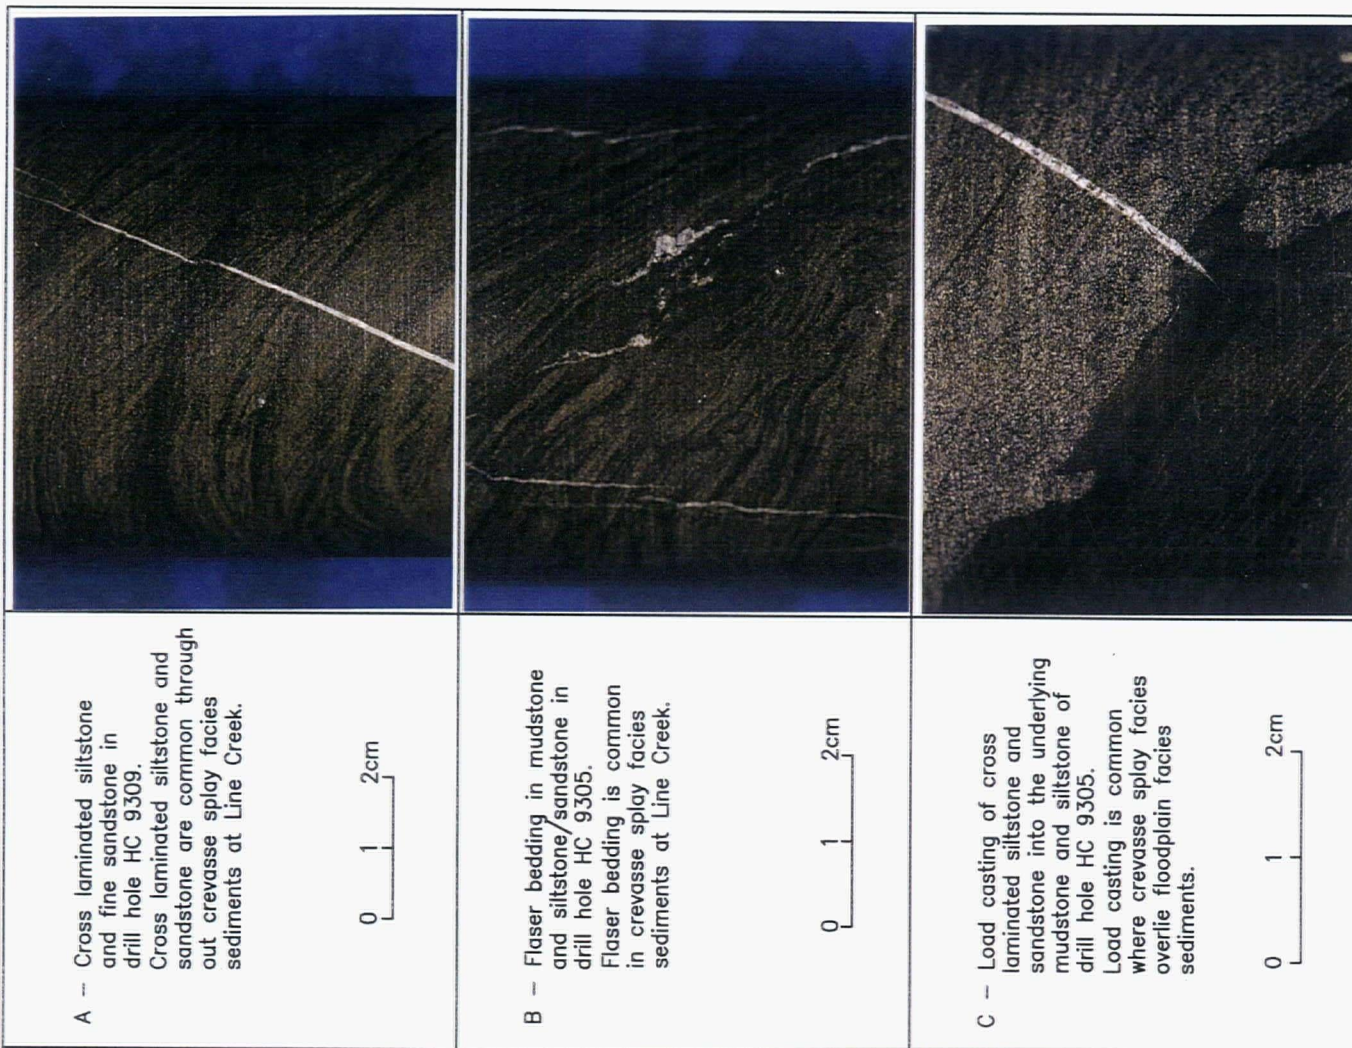 A -- Cross laminated siltstone
and fine sandstone in
drill hole HC 9309.
Cross laminated siltstone and
sandstone are common through
out crevasse splay facies
sediments at Line Creek.
0 1 2cm
B - Flaser bedding in mudstone
and siltstone/sandstone in
drill hole HC 9305.
Flaser bedding is common
in crevasse splay facies
sediments at Line Creek.
0 1 2cm
C - Load casting of cross
laminated siltstone and
sandstone into the underlying
mudstone and siltstone of
drill hole HC 9305.
Load casting is common
where crevasse splay facies
overlie floodplain facies
sediments.
0 1 2cm